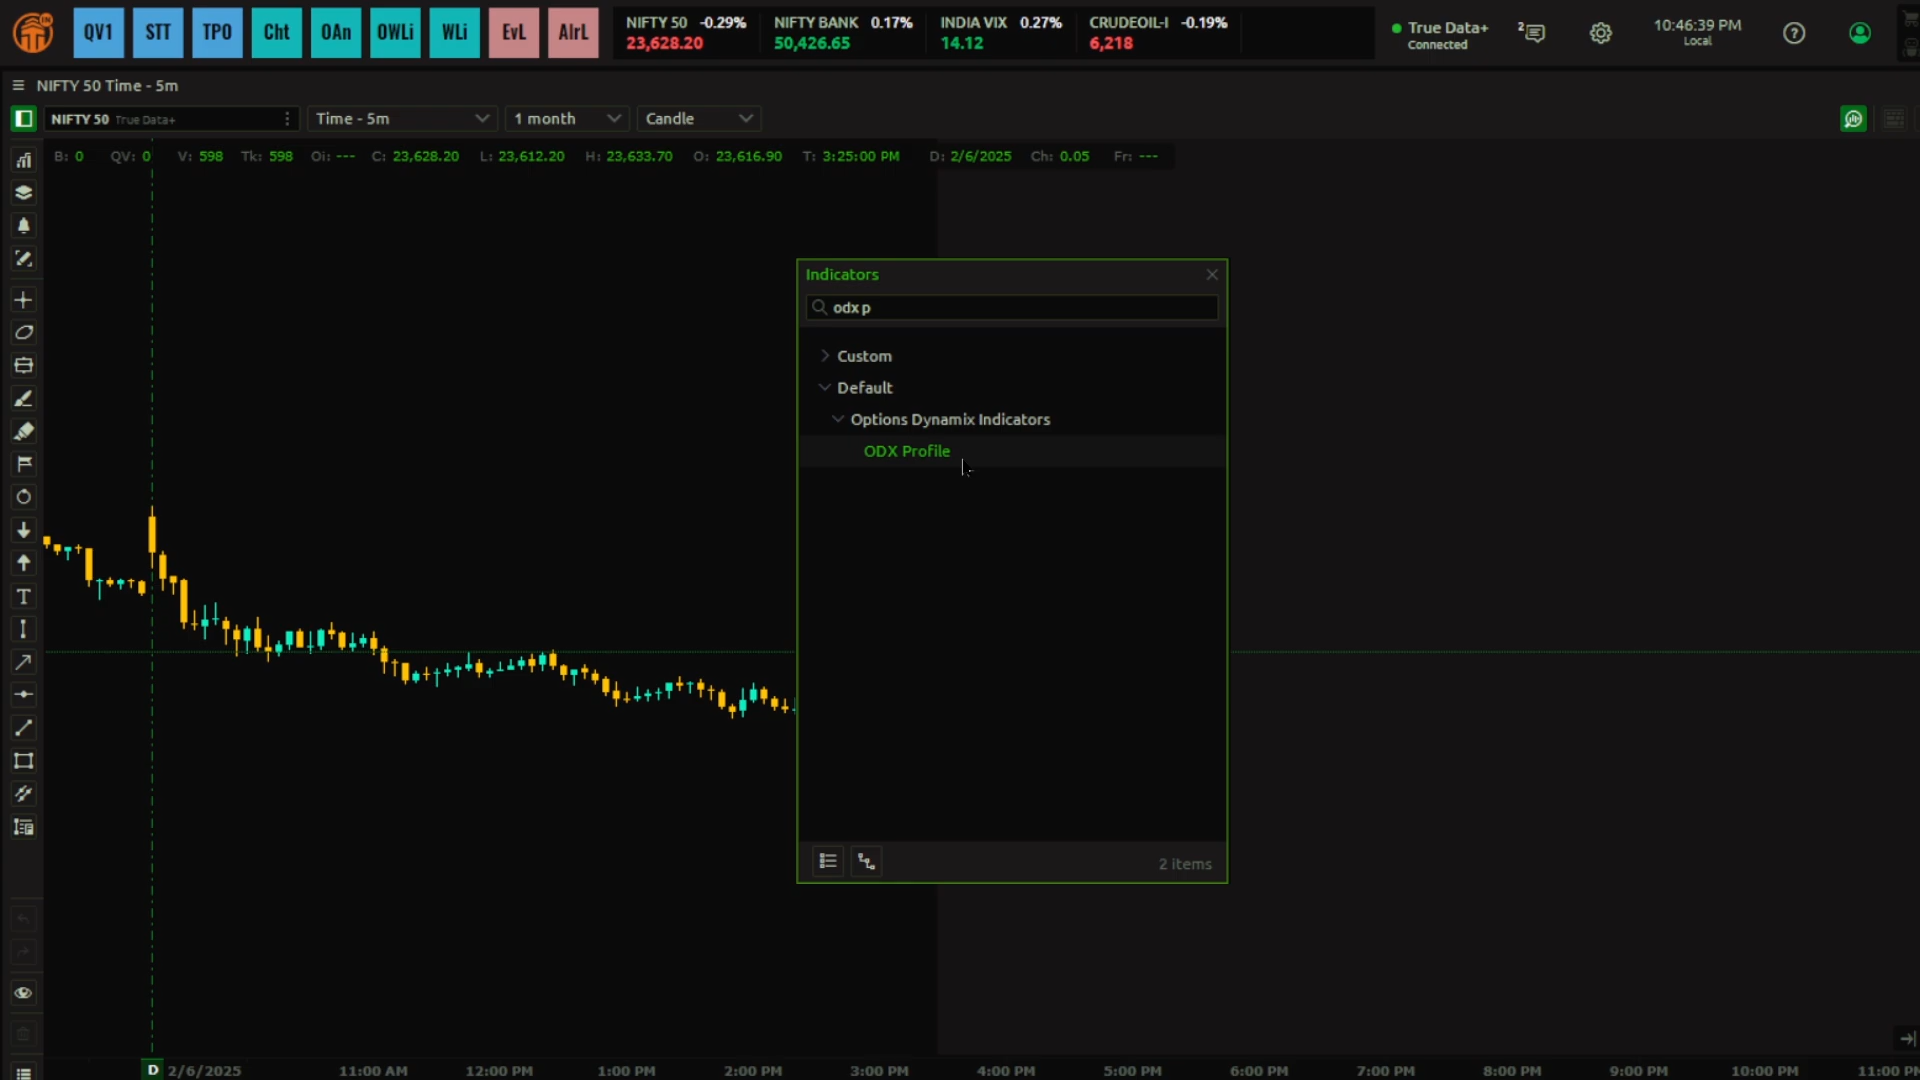 IN
QV1
STT
TPO
Cht
OAn
OWLi
WLi
EvL
AlrL
NIFTY 50 -0.29%
23,628.20
NIFTY BANK 0.17%
50,426.65
INDIA VIX 0.27%
14.12
CRUDEOIL-I -0.19%
6,218
True Data+
Connected
2
10:46:39 PM
Local
NIFTY 50 Time - 5m
NIFTY 50 True Data+
Time - 5m
1 month
Candle
B: 0 QV: 0 V: 598 Tk: 598 Oi: --- C: 23,628.20 L: 23,612.20 H: 23,633.70 O: 23,616.90 T: 3:25:00 PM D: 2/6/2025 Ch: 0.05 Fr: ---
Indicators
odx p
Custom
Default
Options Dynamix Indicators
ODX Profile
2 items
D 2/6/2025 11:00 AM 12:00 PM 1:00 PM 2:00 PM 3:00 PM 4:00 PM 5:00 PM 6:00 PM 7:00 PM 8:00 PM 9:00 PM 10:00 PM 11:00 PM